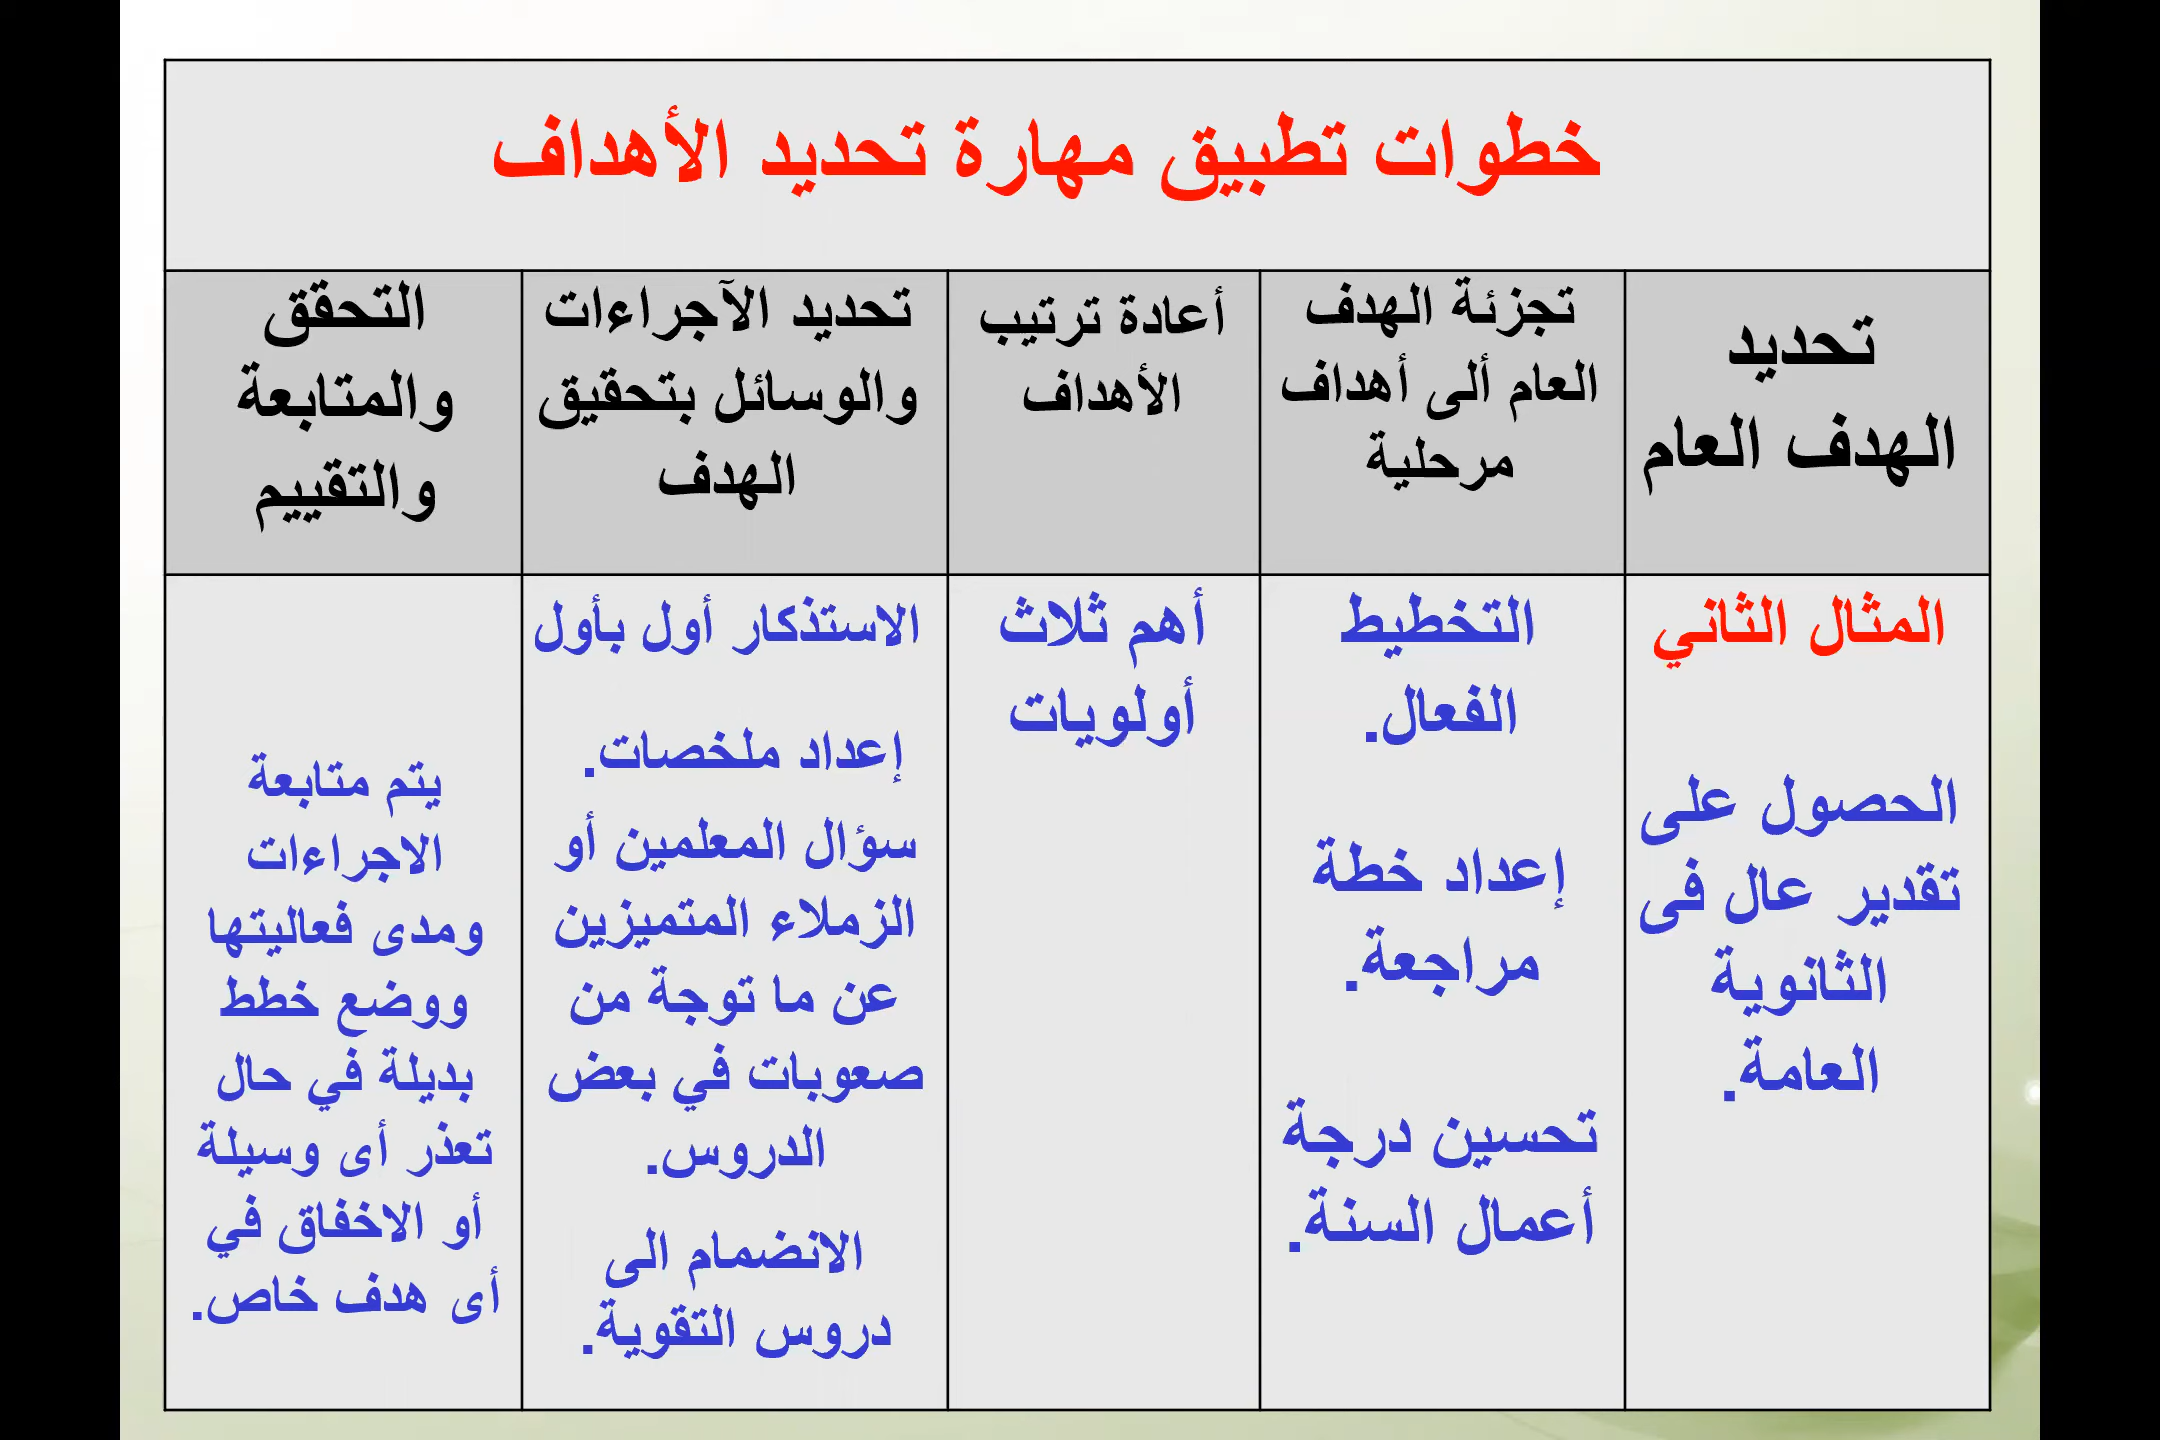 خطوات تطبيق مهارة تحديد الأهداف
تحديد
الهدف العام
تجزئة الهدف
العام ألى أهداف
مرحلية
أعادة ترتيب
الأهداف
تحديد الآجراءات
والوسائل بتحقيق
الهدف
التحقق
والمتابعة
والتقييم
المثال الثاني
الحصول على
تقدير عال فى
الثانوية
العامة.
التخطيط
الفعال.
إعداد خطة
مراجعة.
تحسين درجة
أعمال السنة.
أهم ثلاث
أولويات
الاستذكار أول بأول
إعداد ملخصات.
سؤال المعلمين أو
الزملاء المتميزين
عن ما توجة من
صعوبات في بعض
الدروس.
الانضمام الى
دروس التقوية.
يتم متابعة
الاجراءات
ومدى فعاليتها
ووضع خطط
بديلة في حال
تعذر أى وسيلة
أو الاخفاق في
أى هدف خاص.